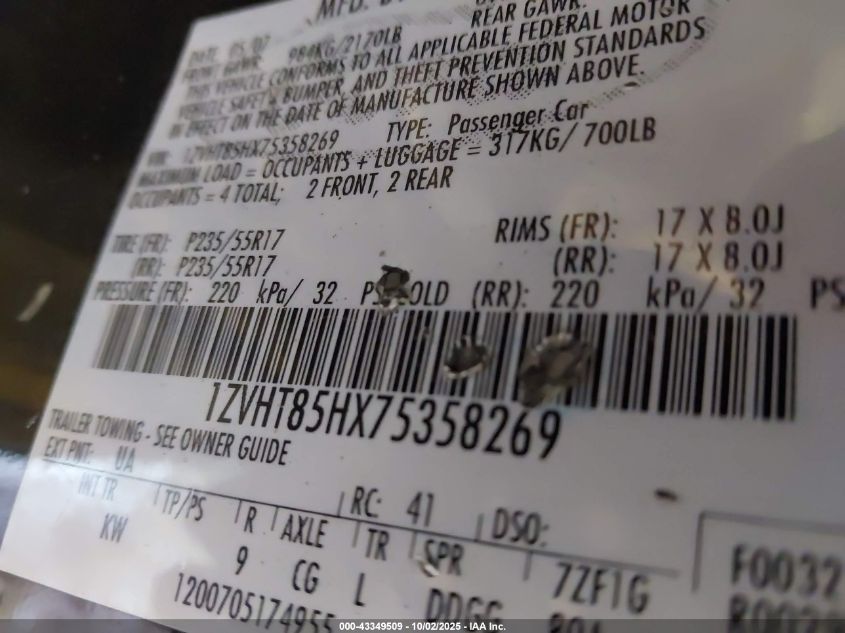 MFD. B
REAR GAWR:
DATE: 05/07
FRONT GAWR: 984KG/2170LB
THIS VEHICLE CONFORMS TO ALL APPLICABLE FEDERAL MOTOR
VEHICLE SAFETY, BUMPER, AND THEFT PREVENTION STANDARDS
IN EFFECT ON THE DATE OF MANUFACTURE SHOWN ABOVE.
VIN: 1ZVHT85HX75358269 TYPE: Passenger Car
MAXIMUM LOAD = OCCUPANTS + LUGGAGE = 317KG/ 700LB
OCCUPANTS = 4 TOTAL; 2 FRONT, 2 REAR
TIRE (FR): P235/55R17 RIMS (FR): 17 X 8.0J
(RR): P235/55R17 (RR): 17 X 8.0J
PRESSURE (FR): 220 kPa/ 32 PSI COLD (RR): 220 kPa/ 32 PS
1ZVHT85HX75358269
TRAILER TOWING - SEE OWNER GUIDE
EXT PNT: UA RC: 41 DSO:
INT TR TP/PS R AXLE TR SPR
KW 9 CG L DDGG 7ZF1G F0032
1200705174955
000-43349509 - 10/02/2025 - IAA Inc.